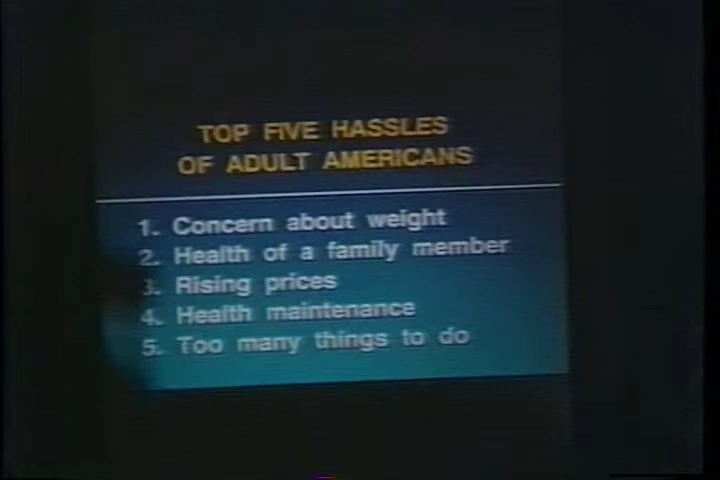 TOP FIVE HASSLES
OF ADULT AMERICANS
1. Concern about weight
2. Health of a family member
3. Rising prices
4. Health maintenance
5. Too many things to do